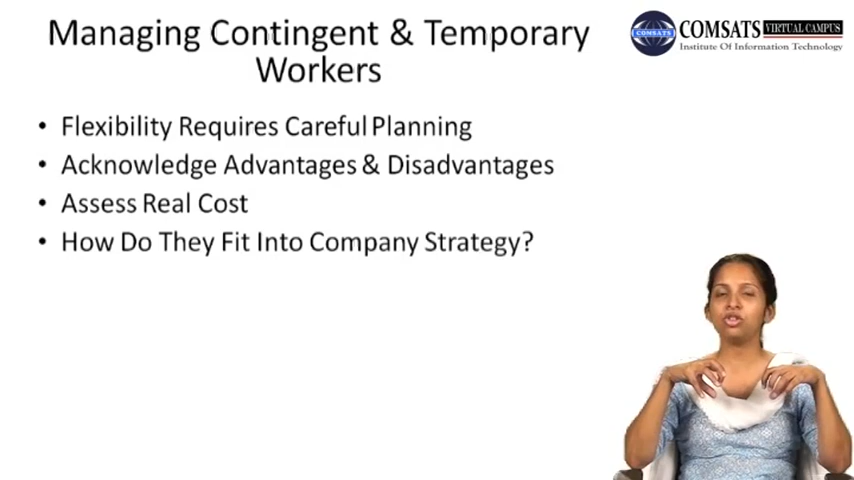 Managing Contingent & Temporary
Workers
COMSATS VIRTUAL CAMPUS
COMSATS
Institute Of Information Technology
• Flexibility Requires Careful Planning
• Acknowledge Advantages & Disadvantages
• Assess Real Cost
• How Do They Fit Into Company Strategy?